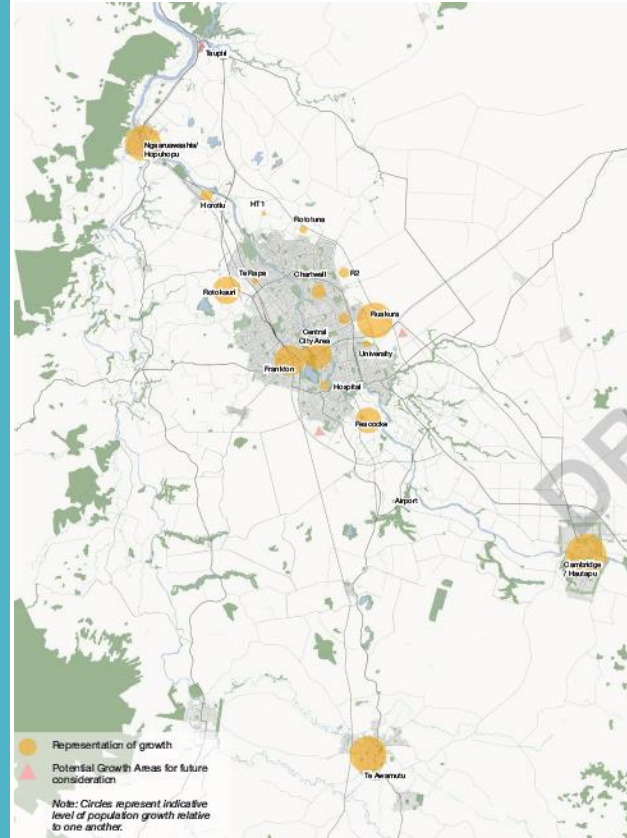 Taupiri
Ngaaruawaahia/
Hopuhopu
Horotiu
HT1
Rototuna
Te Rapa
Chartwell
R2
Rotokauri
Ruakura
Central
City Area
University
Frankton
Hospital
Peacocke
Airport
Cambridge
/ Hautapu
Te Awamutu
Representation of growth
Potential Growth Areas for future
consideration
Note: Circles represent indicative
level of population growth relative
to one another.